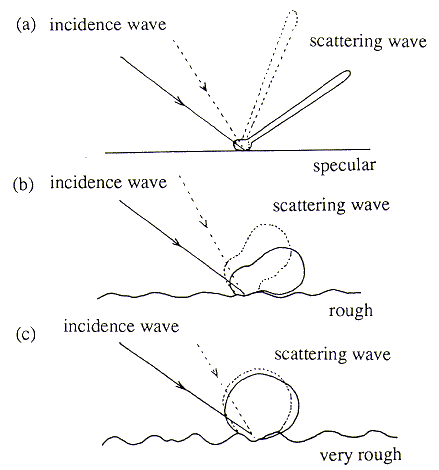 (a) incidence wave
scattering wave
specular
(b) incidence wave
scattering wave
rough
(c) incidence wave
scattering wave
very rough